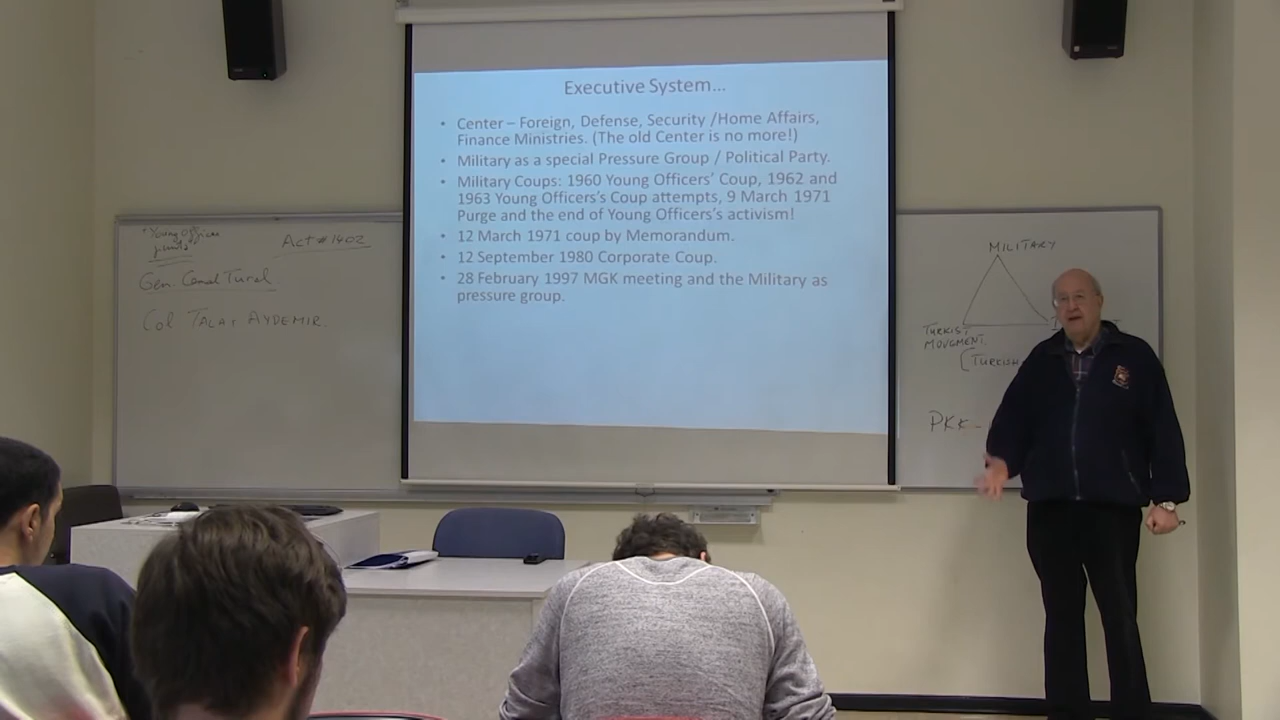 Executive System...
• Center – Foreign, Defense, Security /Home Affairs,
Finance Ministries. (The old Center is no more!)
• Military as a special Pressure Group / Political Party.
• Military Coups: 1960 Young Officers' Coup, 1962 and
1963 Young Officers's Coup attempts, 9 March 1971
Purge and the end of Young Officers's activism!
• 12 March 1971 coup by Memorandum.
• 12 September 1980 Corporate Coup.
• 28 February 1997 MGK meeting and the Military as
pressure group.
"Young Officers
Act # 1402
Gen. Cemal Tural.
Col TALAT AYDEMIR.
MILITARY
TURKIST
MOVEMENT.
(TURKISH
PKK -